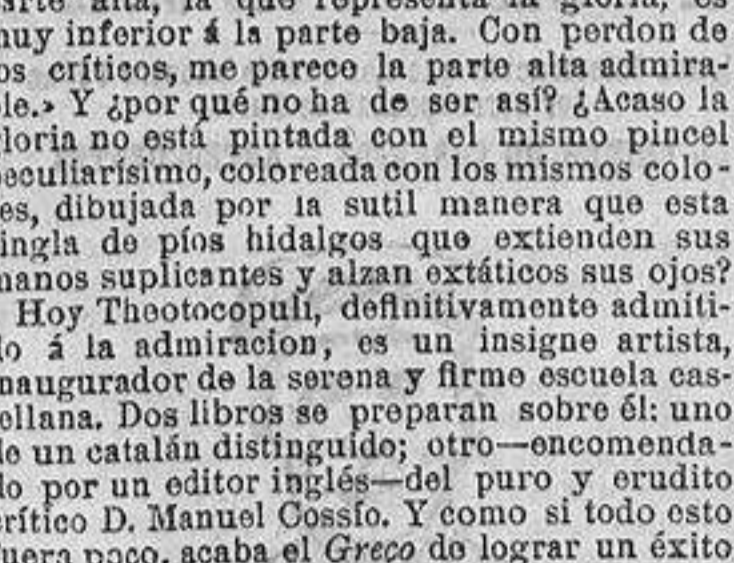 parte alta, la que representa la gloria, es
muy inferior á la parte baja. Con perdon de
os críticos, me parece la parte alta admira-
ble.» Y ¿por qué no ha de ser así? ¿Acaso la
gloria no está pintada con el mismo pincel
peculiarísimo, coloreada con los mismos colo-
res, dibujada por la sutil manera que esta
ringla de píos hidalgos que extienden sus
manos suplicantes y alzan extáticos sus ojos?
Hoy Theotocopuli, definitivamente admiti-
do á la admiracion, es un insigne artista,
inaugurador de la serena y firme escuela cas-
tellana. Dos libros se preparan sobre él: uno
de un catalán distinguido; otro—encomenda-
do por un editor inglés—del puro y erudito
crítico D. Manuel Cossío. Y como si todo esto
fuera poco, acaba el Greco de lograr un éxito